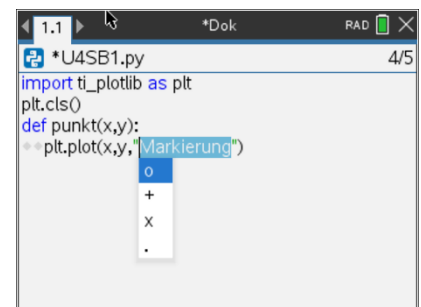 1.1 *Dok RAD
*U4SB1.py 4/5
import ti_plotlib as plt
plt.cls()
def punkt(x,y):
◆◆plt.plot(x,y,"Markierung")
o
+
x
.